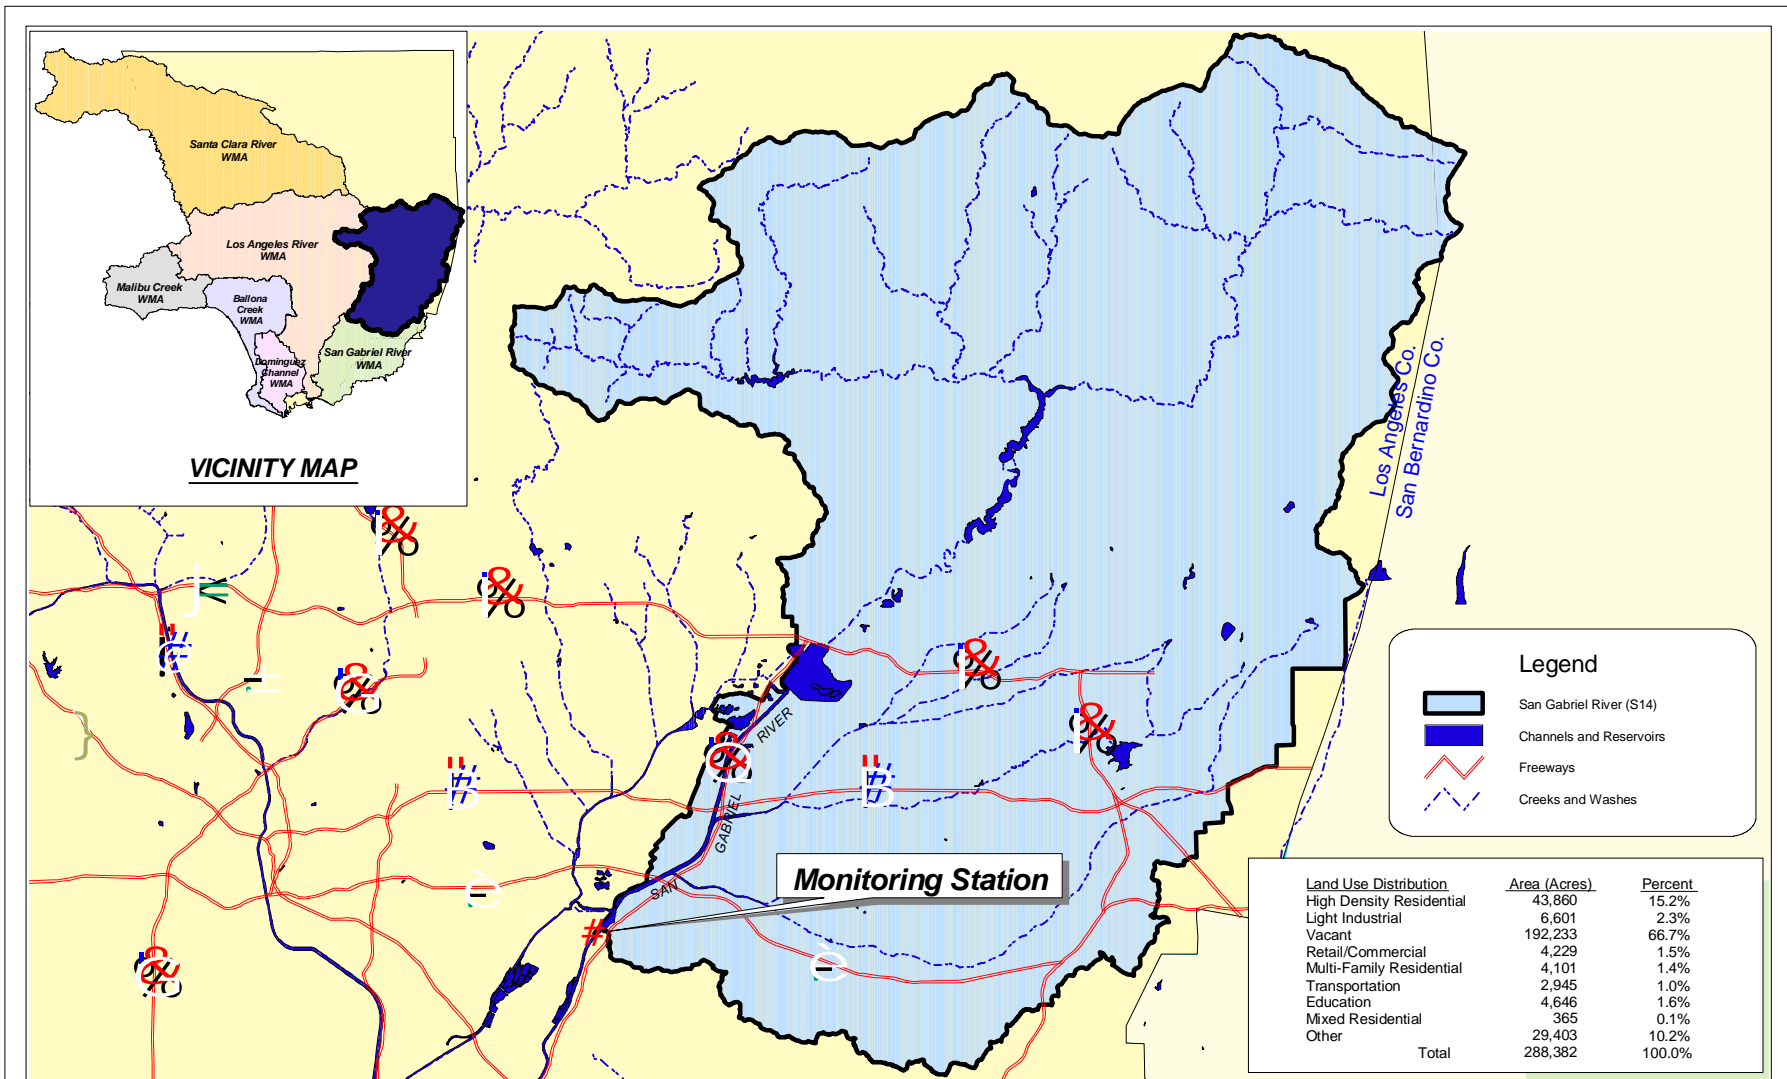 Santa Clara River
WMA
Los Angeles River
WMA
Malibu Creek
WMA
Ballona
Creek
WMA
San Gabriel River
WMA
Dominguez
Channel
WMA
VICINITY MAP
Los Angeles Co.
San Bernardino Co.
RIVER
GABRIEL
SAN
Monitoring Station
#
Legend
San Gabriel River (S14)
Channels and Reservoirs
Freeways
Creeks and Washes
Land Use Distribution Area (Acres) Percent
High Density Residential 43,860 15.2%
Light Industrial 6,601 2.3%
Vacant 192,233 66.7%
Retail/Commercial 4,229 1.5%
Multi-Family Residential 4,101 1.4%
Transportation 2,945 1.0%
Education 4,646 1.6%
Mixed Residential 365 0.1%
Other 29,403 10.2%
Total 288,382 100.0%